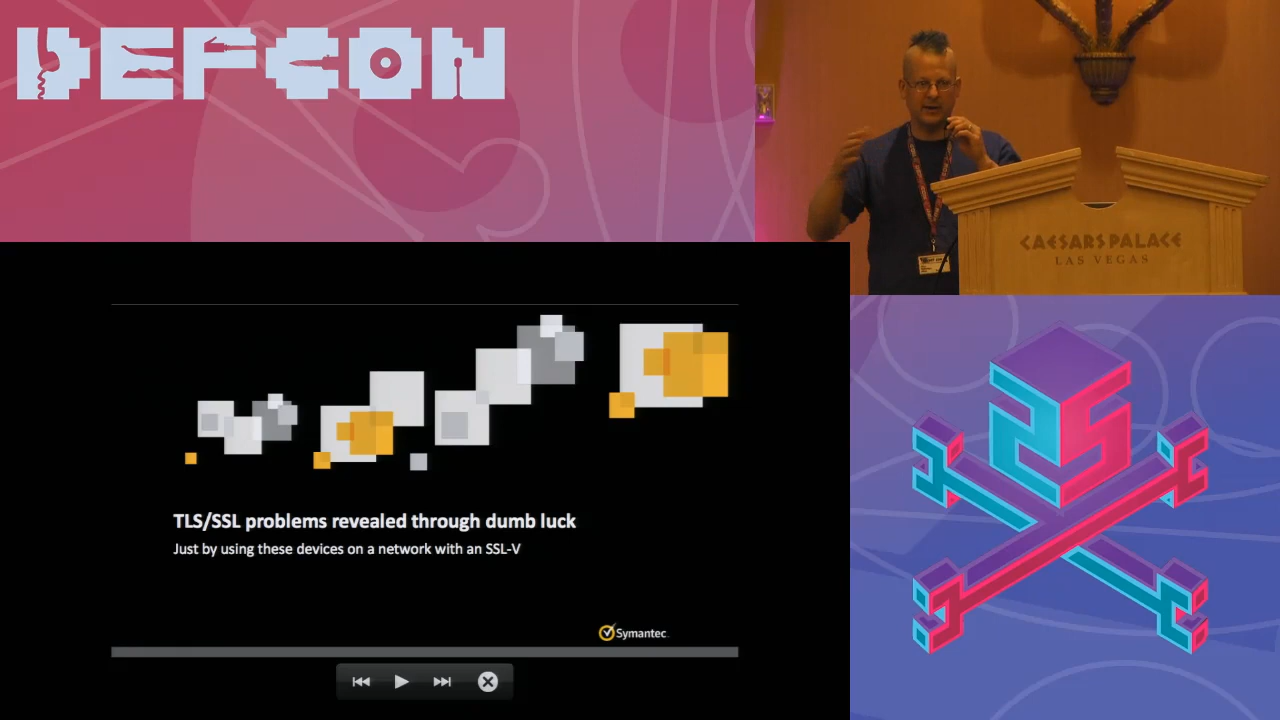 DEFCON
CAESARS PALACE
LAS VEGAS
TLS/SSL problems revealed through dumb luck
Just by using these devices on a network with an SSL-V
Symantec
25